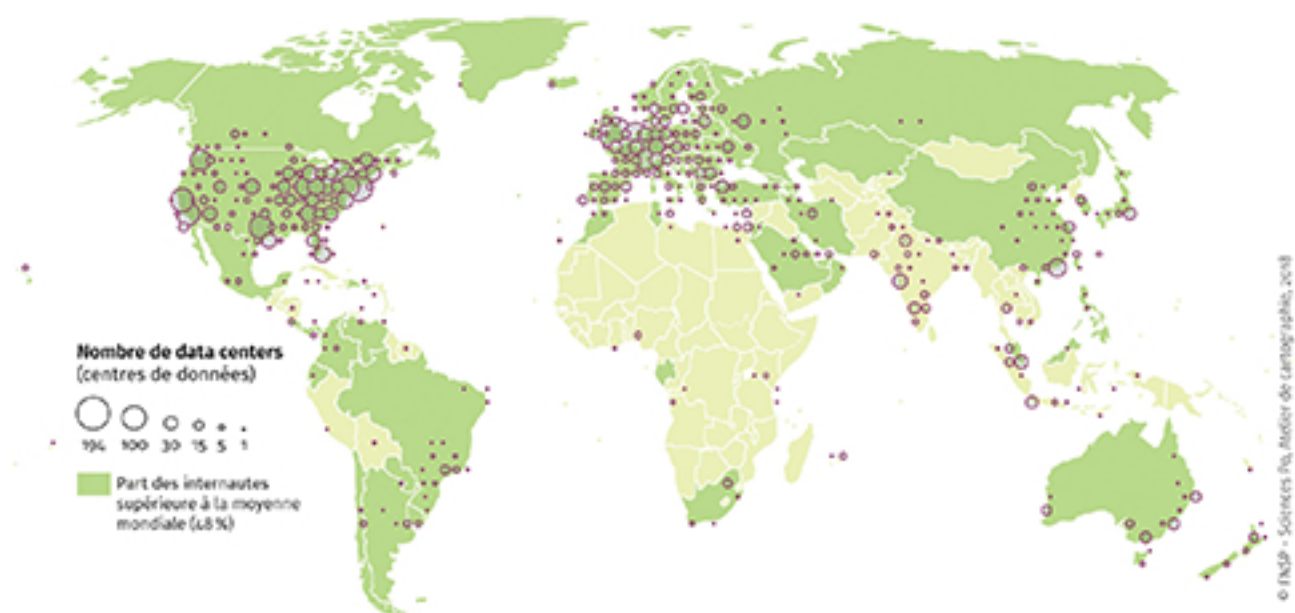 Nombre de data centers
(centres de données)
194 100 30 15 5 1
Part des internautes
supérieure à la moyenne
mondiale (48 %)
© FNSP - Sciences Po, Atelier de cartographie, 2018